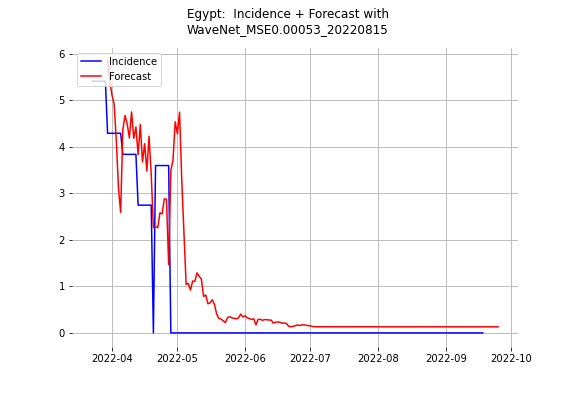 Egypt:  Incidence + Forecast with
WaveNet_MSE0.00053_20220815
Incidence
Forecast
6
5
4
3
2
1
0
2022-04 2022-05 2022-06 2022-07 2022-08 2022-09 2022-10